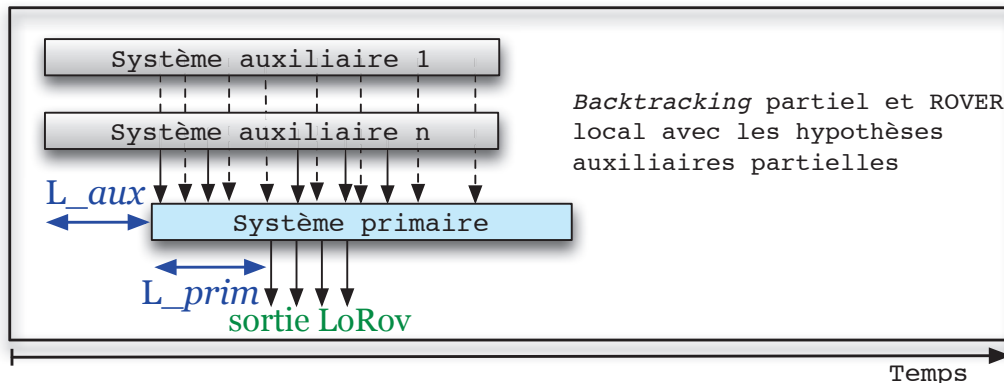 Système auxiliaire 1
Système auxiliaire n
Backtracking partiel et ROVER
local avec les hypothèses
auxiliaires partielles
L_aux
Système primaire
L_prim
sortie LoRov
Temps